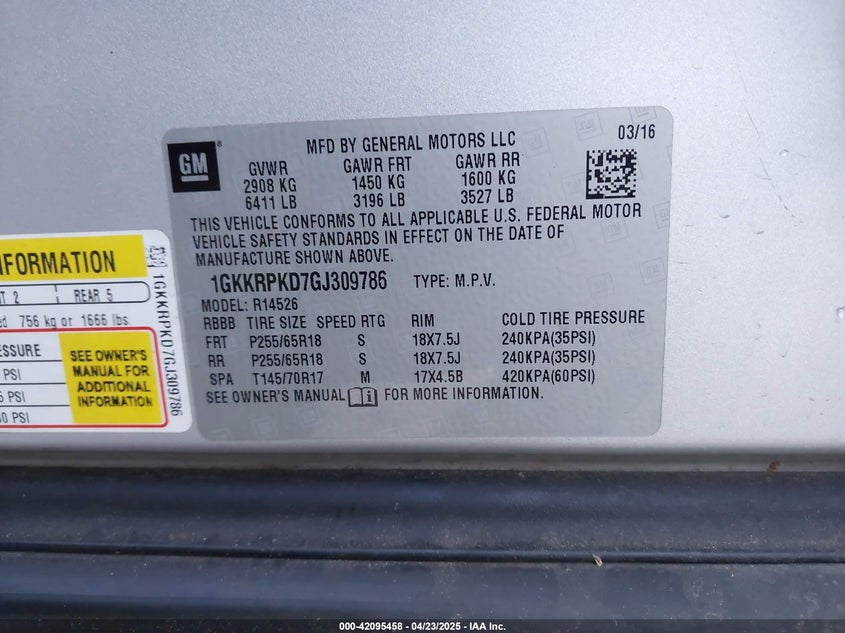 GM
MFD BY GENERAL MOTORS LLC 03/16
GVWR GAWR FRT GAWR RR
2908 KG 1450 KG 1600 KG
6411 LB 3196 LB 3527 LB
THIS VEHICLE CONFORMS TO ALL APPLICABLE U.S. FEDERAL MOTOR
VEHICLE SAFETY STANDARDS IN EFFECT ON THE DATE OF
MANUFACTURE SHOWN ABOVE.
1GKKRPKD7GJ309786 TYPE: M.P.V.
MODEL: R14526
RBBB TIRE SIZE SPEED RTG RIM COLD TIRE PRESSURE
FRT P255/65R18 S 18X7.5J 240KPA(35PSI)
RR P255/65R18 S 18X7.5J 240KPA(35PSI)
SPA T145/70R17 M 17X4.5B 420KPA(60PSI)
SEE OWNER'S MANUAL FOR MORE INFORMATION.
REAR 5
756 kg or 1666 lbs
PSI
PSI
PSI
SEE OWNER'S
MANUAL FOR
ADDITIONAL
INFORMATION
1GKKRPKD7GJ309786
000-42095458 - 04/23/2025 - IAA Inc.